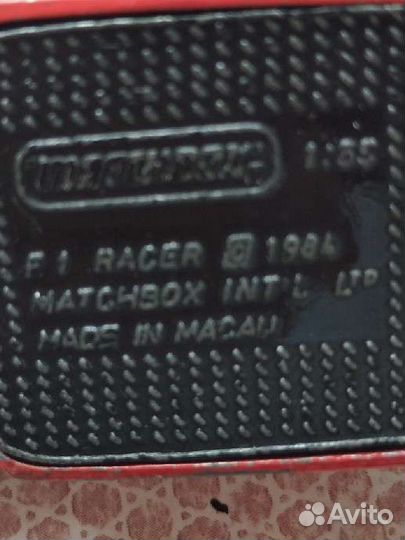 MATCHBOX 1:55
F.1 RACER © 1984
MATCHBOX INT'L LTD
MADE IN MACAU
Avito